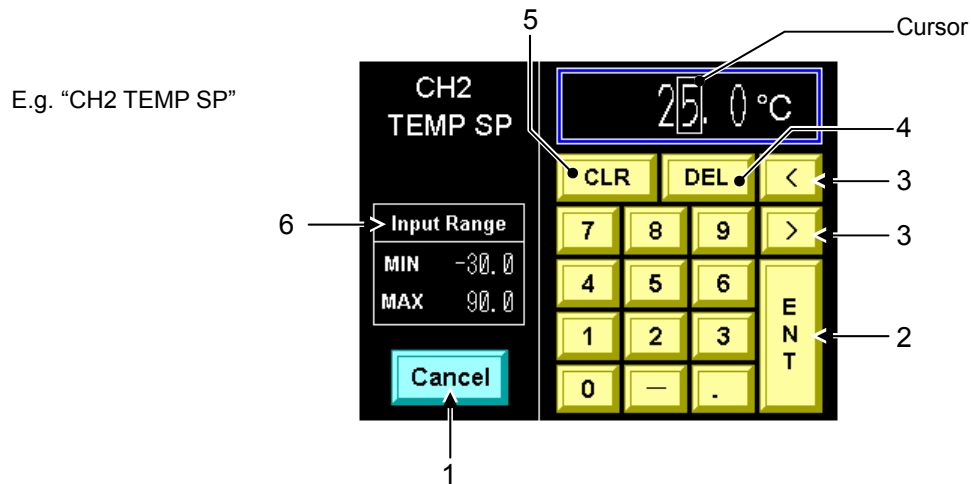 5
Cursor
E.g. “CH2 TEMP SP”
CH2
TEMP SP
25. 0 °C
4
CLR DEL <
3
6
Input Range
7 8 9 >
3
MIN -30. 0
MAX 90. 0
4 5 6
ENT
2
1 2 3
Cancel
0 — .
1